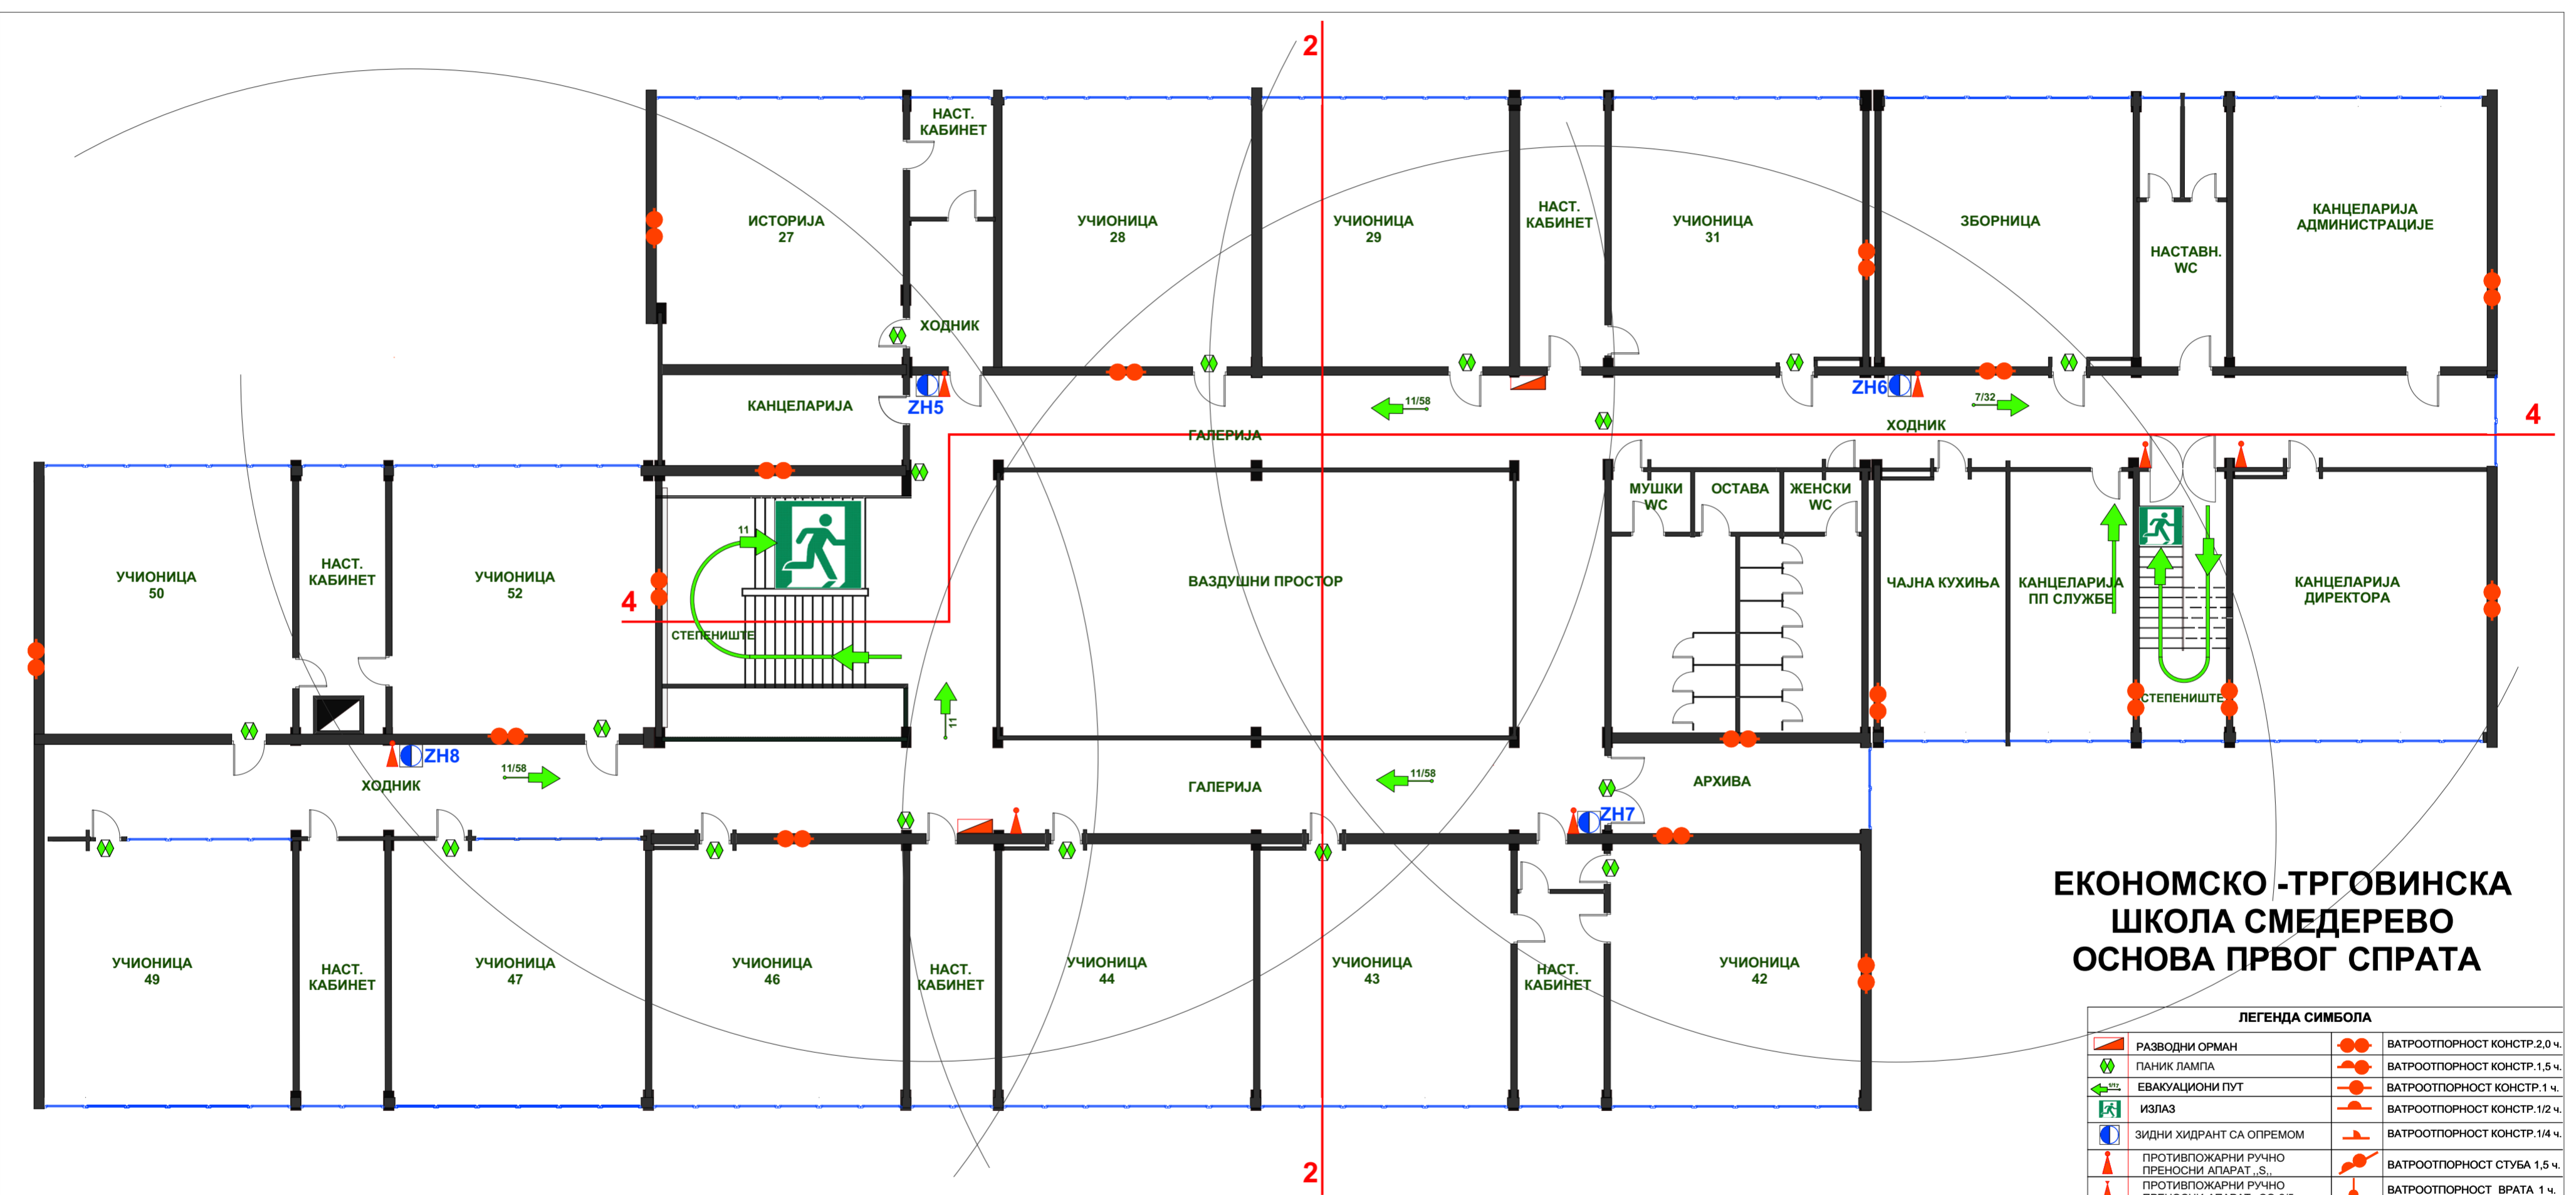 2
НАСТ.
КАБИНЕТ
ИСТОРИЈА
27
УЧИОНИЦА
28
УЧИОНИЦА
29
НАСТ.
КАБИНЕТ
УЧИОНИЦА
31
ЗБОРНИЦА
НАСТАВН.
WC
КАНЦЕЛАРИЈА
АДМИНИСТРАЦИЈЕ
ХОДНИК
КАНЦЕЛАРИЈА
ZH5
11/58
ZH6
7/32
4
ГАЛЕРИЈА
ХОДНИК
МУШКИ
WC
ОСТАВА
ЖЕНСКИ
WC
11
УЧИОНИЦА
50
НАСТ.
КАБИНЕТ
УЧИОНИЦА
52
4
СТЕПЕНИШТЕ
ВАЗДУШНИ ПРОСТОР
ЧАЈНА КУХИЊА
КАНЦЕЛАРИЈА
ПП СЛУЖБЕ
КАНЦЕЛАРИЈА
ДИРЕКТОРА
СТЕПЕНИШТЕ
11
ZH8
11/58
ХОДНИК
ГАЛЕРИЈА
11/58
АРХИВА
ZH7
УЧИОНИЦА
49
НАСТ.
КАБИНЕТ
УЧИОНИЦА
47
УЧИОНИЦА
46
НАСТ.
КАБИНЕТ
УЧИОНИЦА
44
УЧИОНИЦА
43
НАСТ.
КАБИНЕТ
УЧИОНИЦА
42
2
ЕКОНОМСКО -ТРГОВИНСКА
ШКОЛА СМЕДЕРЕВО
ОСНОВА ПРВОГ СПРАТА
ЛЕГЕНДА СИМБОЛА
РАЗВОДНИ ОРМАН
ВАТРООТПОРНОСТ КОНСТР.2,0 ч.
ПАНИК ЛАМПА
ВАТРООТПОРНОСТ КОНСТР.1,5 ч.
ЕВАКУАЦИОНИ ПУТ
ВАТРООТПОРНОСТ КОНСТР.1 ч.
ИЗЛАЗ
ВАТРООТПОРНОСТ КОНСТР.1/2 ч.
ЗИДНИ ХИДРАНТ СА ОПРЕМОМ
ВАТРООТПОРНОСТ КОНСТР.1/4 ч.
ПРОТИВПОЖАРНИ РУЧНО
ПРЕНОСНИ АПАРАТ ,,S,,
ВАТРООТПОРНОСТ СТУБА 1,5 ч.
ПРОТИВПОЖАРНИ РУЧНО
ВАТРООТПОРНОСТ ВРАТА 1 ч.